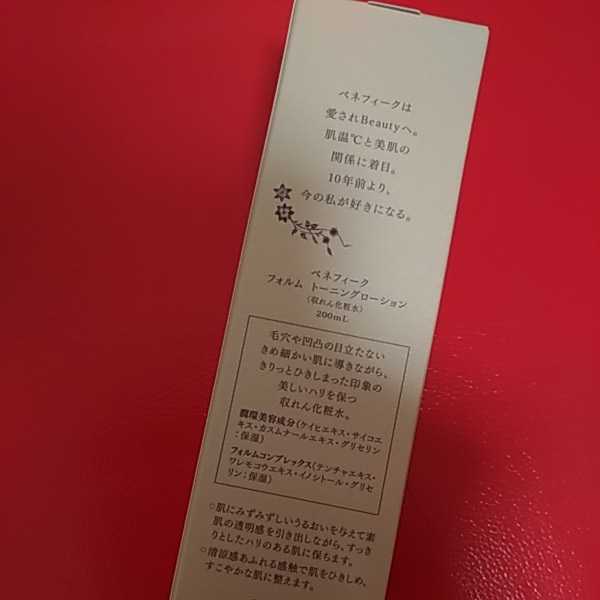 ベネフィークは
愛されBeautyへ。
肌温℃と美肌の
関係に着目。
10年前より、
今の私が好きになる。
ベネフィーク
フォルム トーニングローション
〈収れん化粧水〉
200mL
毛穴や凹凸の目立たない
きめ細かい肌に導きながら、
きりっとひきしまった印象の
美しいハリを保つ
収れん化粧水。
潤環美容成分(ケイヒエキス・サイコエ
キス・カスムナールエキス・グリセリン
:保湿)
フォルムコンプレックス(テンチャエキス・
ワレモコウエキス・イノシトール・グリセ
リン:保湿)
○肌にみずみずしいうるおいを与えて素
肌の透明感を引き出しながら、すっき
りとしたハリのある肌に保ちます。
○清涼感あふれる感触で肌をひきしめ、
すこやかな肌に整えます。